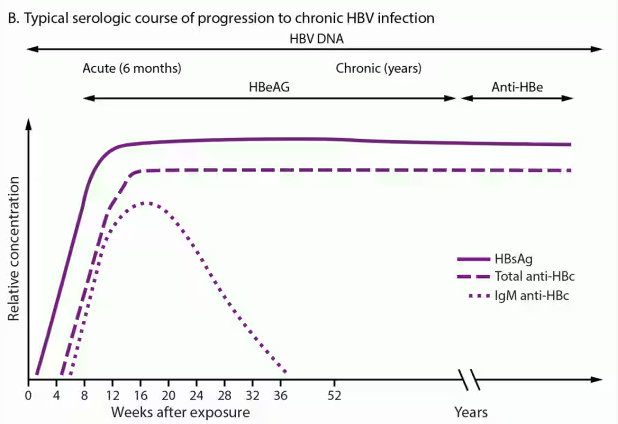 B. Typical serologic course of progression to chronic HBV infection
HBV DNA
Acute (6 months) Chronic (years)
HBeAG Anti-HBe
Relative concentration
HBsAg
Total anti-HBc
IgM anti-HBc
0 4 8 12 16 20 24 28 32 36 52
Weeks after exposure Years